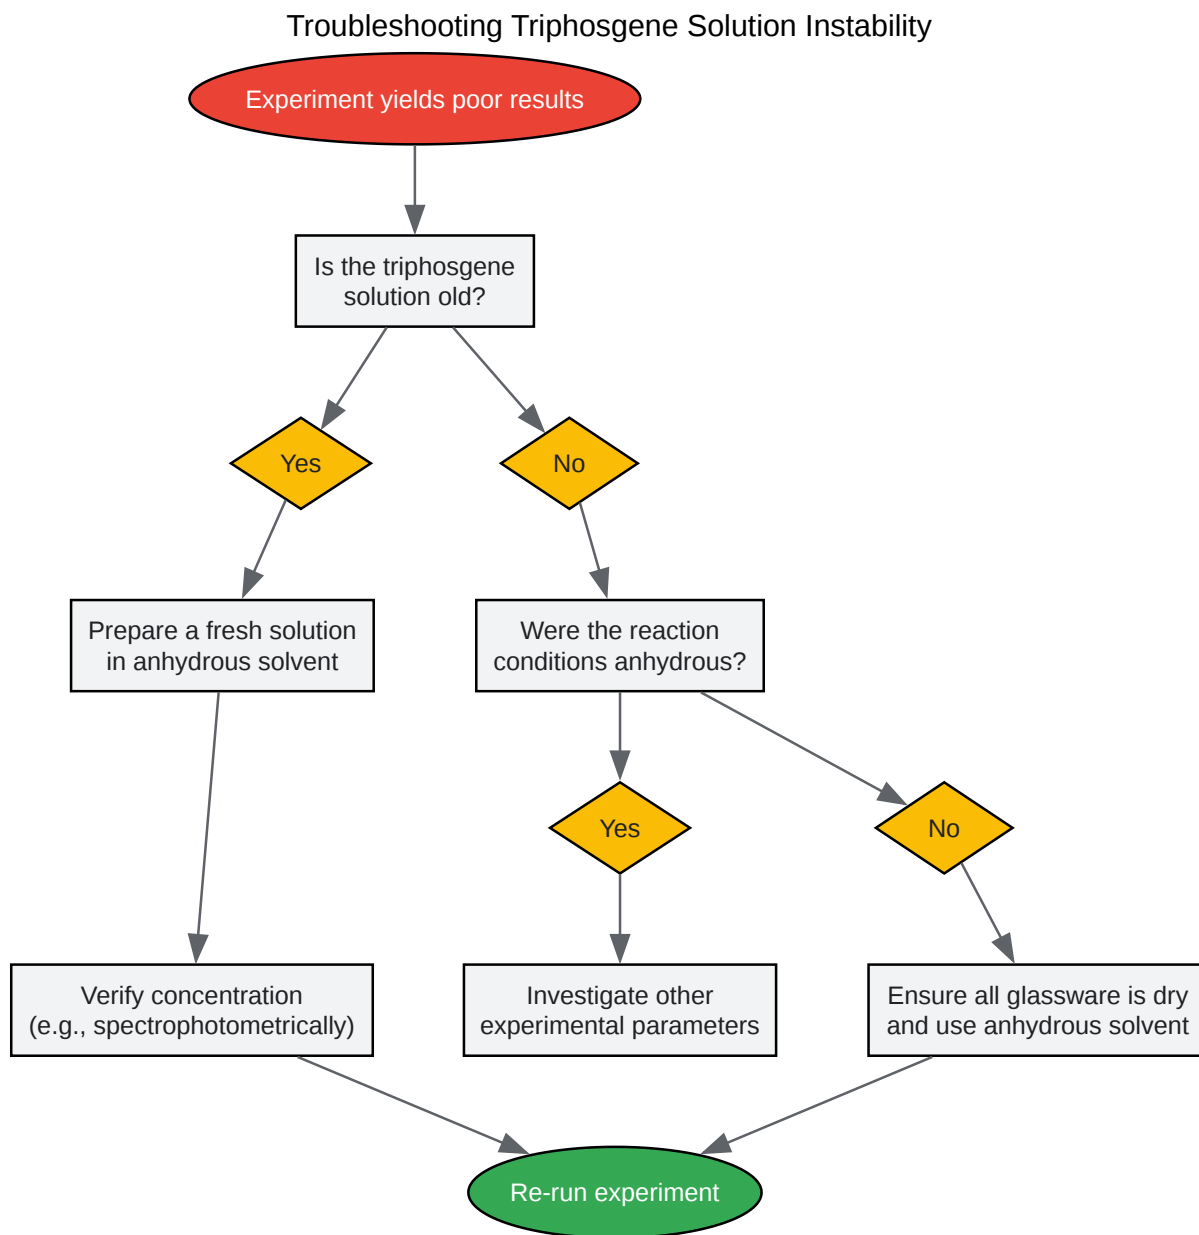 Troubleshooting Triphosgene Solution Instability
Experiment yields poor results
Is the triphosgene
solution old?
Yes
No
Prepare a fresh solution
in anhydrous solvent
Were the reaction
conditions anhydrous?
Yes
No
Verify concentration
(e.g., spectrophotometrically)
Investigate other
experimental parameters
Ensure all glassware is dry
and use anhydrous solvent
Re-run experiment